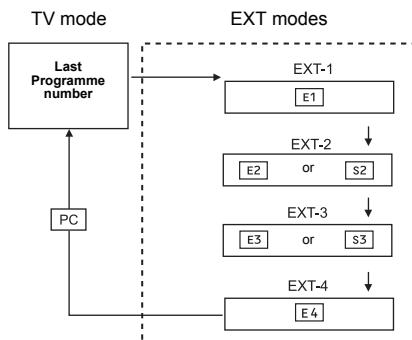 TV mode
EXT modes
Last
Programme
number
EXT-1
E1
EXT-2
E2 or S2
EXT-3
E3 or S3
PC
EXT-4
E4